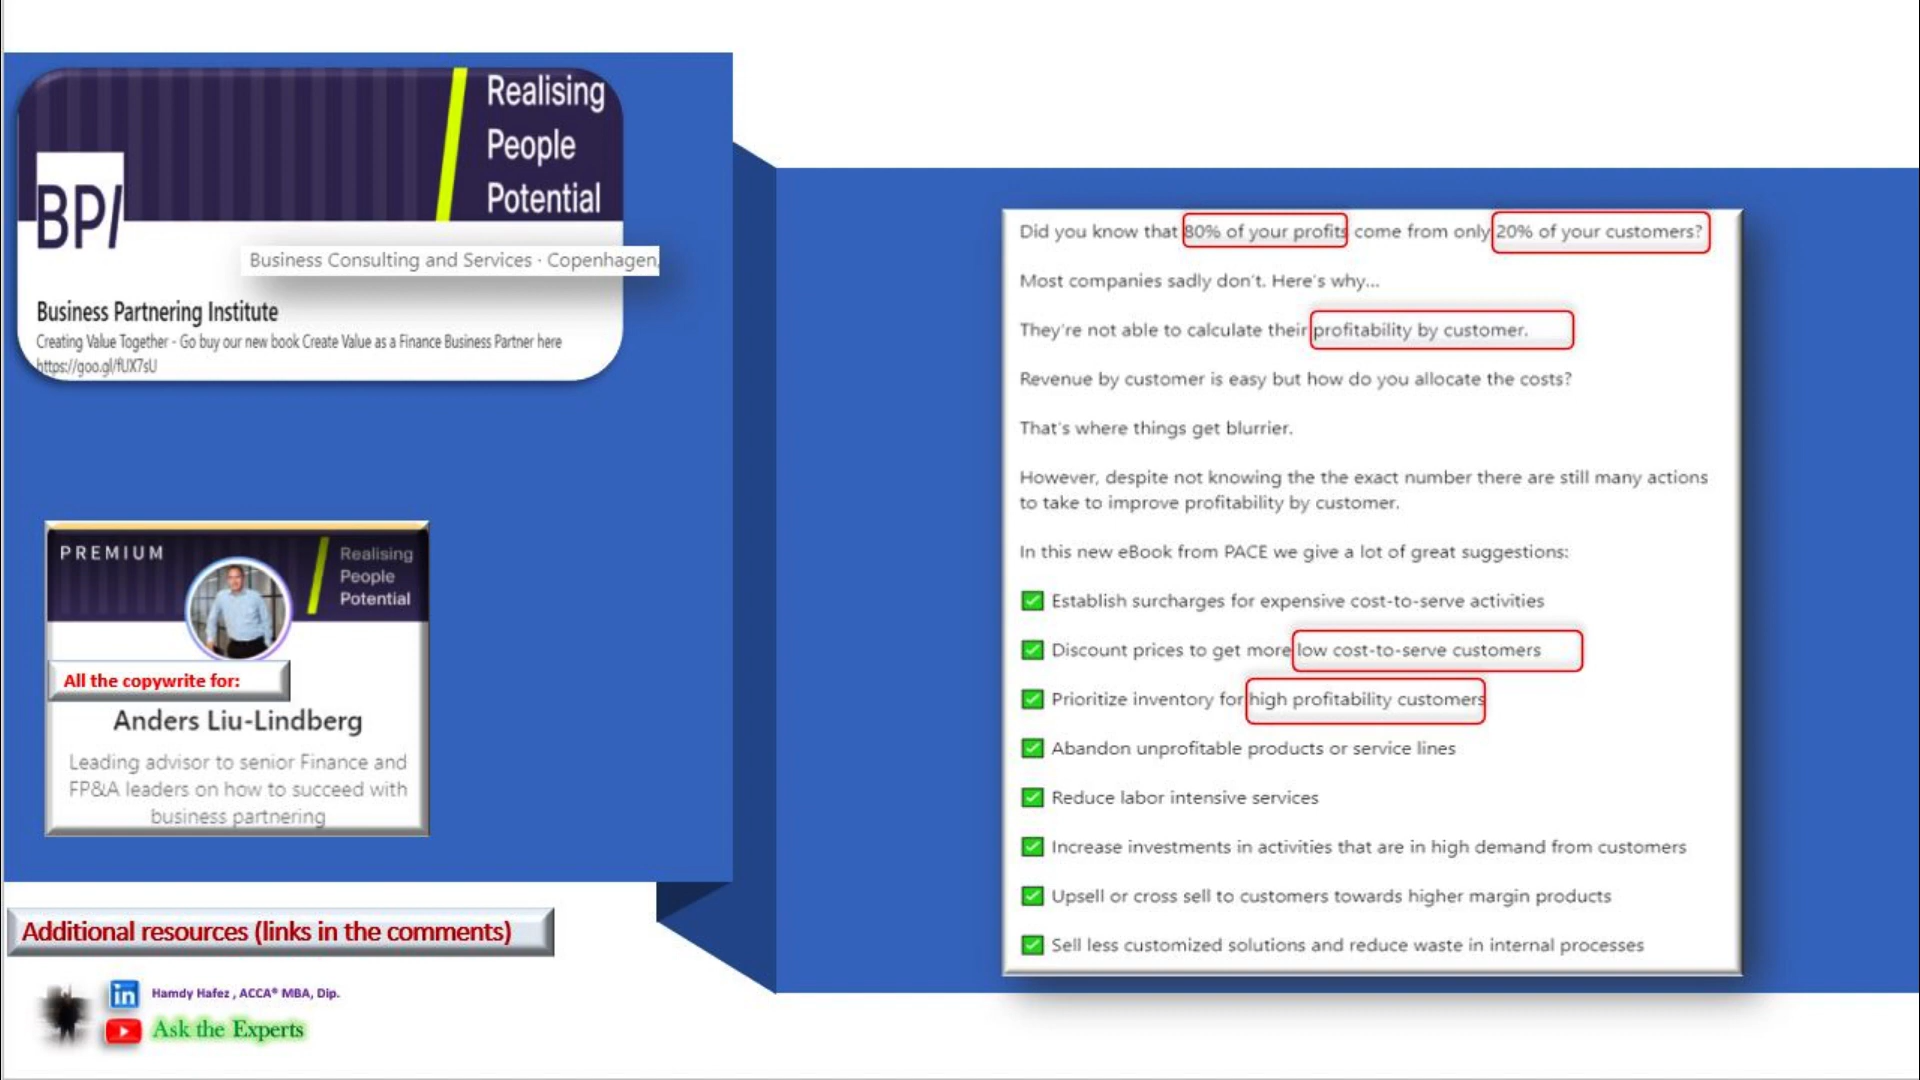 Realising
People
Potential
BPI
Business Consulting and Services · Copenhagen,
Business Partnering Institute
Creating Value Together - Go buy our new book Create Value as a Finance Business Partner here
https://goo.gl/fUX7sU
PREMIUM
Realising
People
Potential
All the copywrite for:
Anders Liu-Lindberg
Leading advisor to senior Finance and
FP&A leaders on how to succeed with
business partnering
Additional resources (links in the comments)
in
Hamdy Hafez , ACCA® MBA, Dip.
Ask the Experts
Did you know that 80% of your profits come from only 20% of your customers?
Most companies sadly don't. Here's why...
They're not able to calculate their profitability by customer.
Revenue by customer is easy but how do you allocate the costs?
That's where things get blurrier.
However, despite not knowing the the exact number there are still many actions
to take to improve profitability by customer.
In this new eBook from PACE we give a lot of great suggestions:
✅ Establish surcharges for expensive cost-to-serve activities
✅ Discount prices to get more low cost-to-serve customers
✅ Prioritize inventory for high profitability customers
✅ Abandon unprofitable products or service lines
✅ Reduce labor intensive services
✅ Increase investments in activities that are in high demand from customers
✅ Upsell or cross sell to customers towards higher margin products
✅ Sell less customized solutions and reduce waste in internal processes